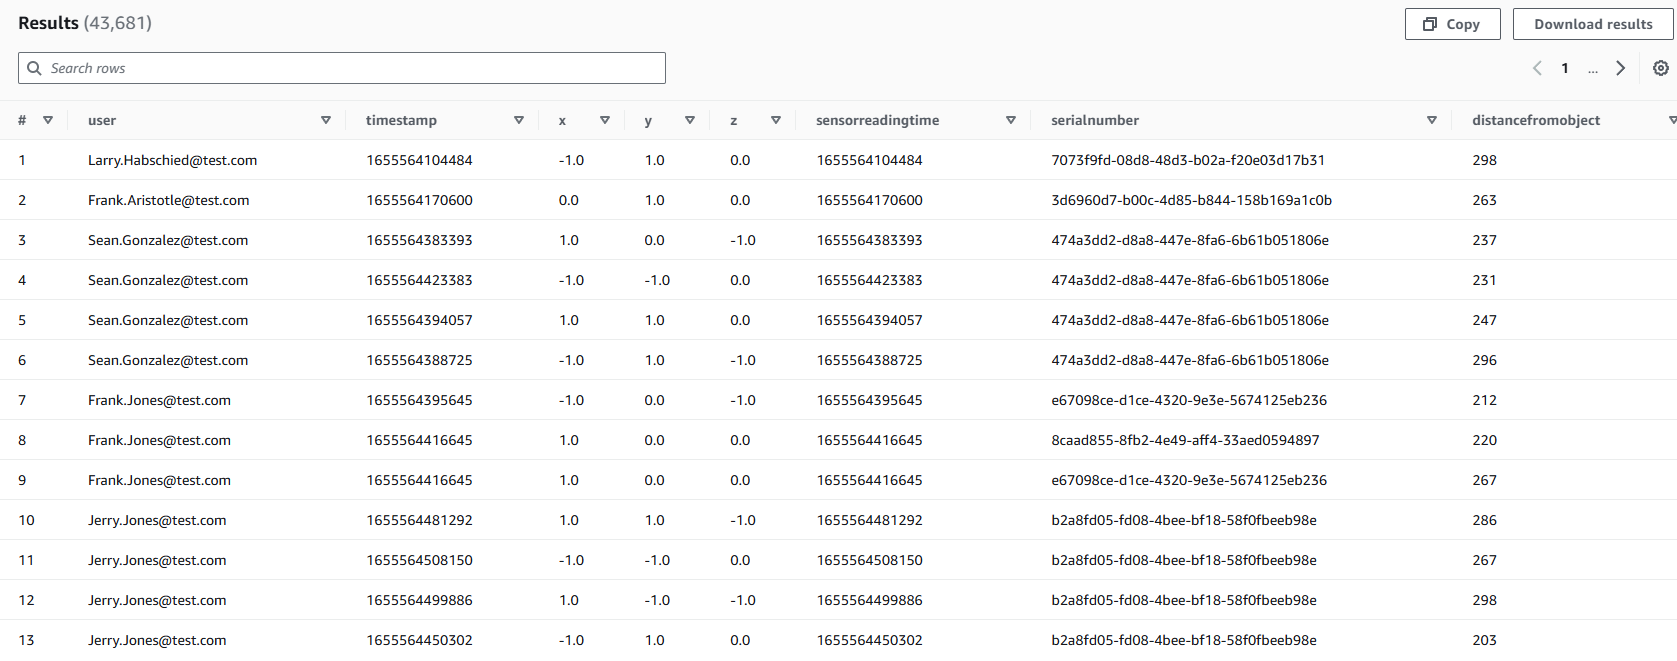 Results (43,681)
Copy
Download results
Search rows
1 ...
# user timestamp x y z sensorreadingtime serialnumber distancefromobject
1 Larry.Habschied@test.com 1655564104484 -1.0 1.0 0.0 1655564104484 7073f9fd-08d8-48d3-b02a-f20e03d17b31 298
2 Frank.Aristotle@test.com 1655564170600 0.0 1.0 0.0 1655564170600 3d6960d7-b00c-4d85-b844-158b169a1c0b 263
3 Sean.Gonzalez@test.com 1655564383393 1.0 0.0 -1.0 1655564383393 474a3dd2-d8a8-447e-8fa6-6b61b051806e 237
4 Sean.Gonzalez@test.com 1655564423383 -1.0 -1.0 0.0 1655564423383 474a3dd2-d8a8-447e-8fa6-6b61b051806e 231
5 Sean.Gonzalez@test.com 1655564394057 1.0 1.0 0.0 1655564394057 474a3dd2-d8a8-447e-8fa6-6b61b051806e 247
6 Sean.Gonzalez@test.com 1655564388725 -1.0 1.0 -1.0 1655564388725 474a3dd2-d8a8-447e-8fa6-6b61b051806e 296
7 Frank.Jones@test.com 1655564395645 -1.0 0.0 -1.0 1655564395645 e67098ce-d1ce-4320-9e3e-5674125eb236 212
8 Frank.Jones@test.com 1655564416645 1.0 0.0 0.0 1655564416645 8caad855-8fb2-4e49-aff4-33aed0594897 220
9 Frank.Jones@test.com 1655564416645 1.0 0.0 0.0 1655564416645 e67098ce-d1ce-4320-9e3e-5674125eb236 267
10 Jerry.Jones@test.com 1655564481292 1.0 1.0 -1.0 1655564481292 b2a8fd05-fd08-4bee-bf18-58f0fbeeb98e 286
11 Jerry.Jones@test.com 1655564508150 -1.0 -1.0 0.0 1655564508150 b2a8fd05-fd08-4bee-bf18-58f0fbeeb98e 267
12 Jerry.Jones@test.com 1655564499886 1.0 -1.0 -1.0 1655564499886 b2a8fd05-fd08-4bee-bf18-58f0fbeeb98e 298
13 Jerry.Jones@test.com 1655564450302 -1.0 1.0 0.0 1655564450302 b2a8fd05-fd08-4bee-bf18-58f0fbeeb98e 203